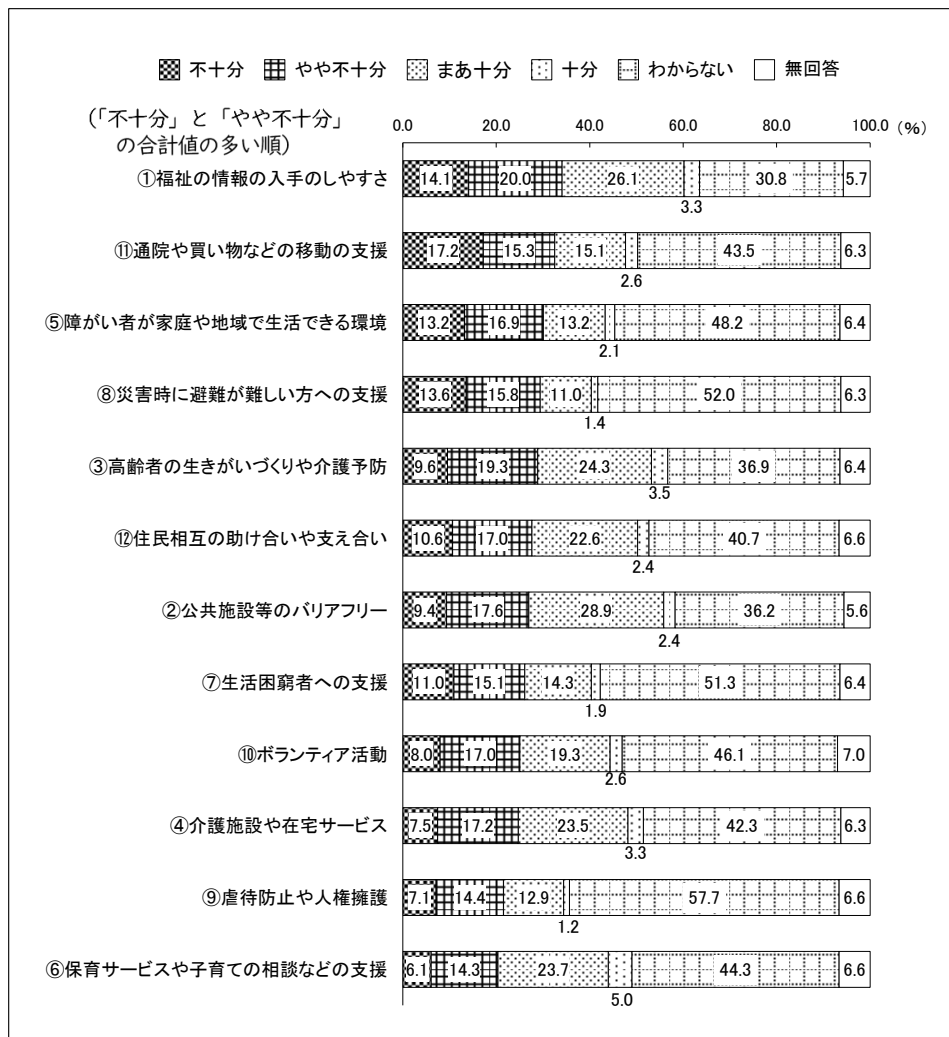 不十分 やや不十分 まあ十分 十分 わからない 無回答
(「不十分」と「やや不十分」
の合計値の多い順)
0.0 20.0 40.0 60.0 80.0 100.0 (%)
①福祉の情報の入手のしやすさ 14.1 20.0 26.1 30.8 5.7
3.3
⑪通院や買い物などの移動の支援 17.2 15.3 15.1 43.5 6.3
2.6
⑤障がい者が家庭や地域で生活できる環境 13.2 16.9 13.2 48.2 6.4
2.1
⑧災害時に避難が難しい方への支援 13.6 15.8 11.0 52.0 6.3
1.4
③高齢者の生きがいづくりや介護予防 9.6 19.3 24.3 36.9 6.4
3.5
⑫住民相互の助け合いや支え合い 10.6 17.0 22.6 40.7 6.6
2.4
②公共施設等のバリアフリー 9.4 17.6 28.9 36.2 5.6
2.4
⑦生活困窮者への支援 11.0 15.1 14.3 51.3 6.4
1.9
⑩ボランティア活動 8.0 17.0 19.3 46.1 7.0
2.6
④介護施設や在宅サービス 7.5 17.2 23.5 42.3 6.3
3.3
⑨虐待防止や人権擁護 7.1 14.4 12.9 57.7 6.6
1.2
⑥保育サービスや子育ての相談などの支援 6.1 14.3 23.7 44.3 6.6
5.0